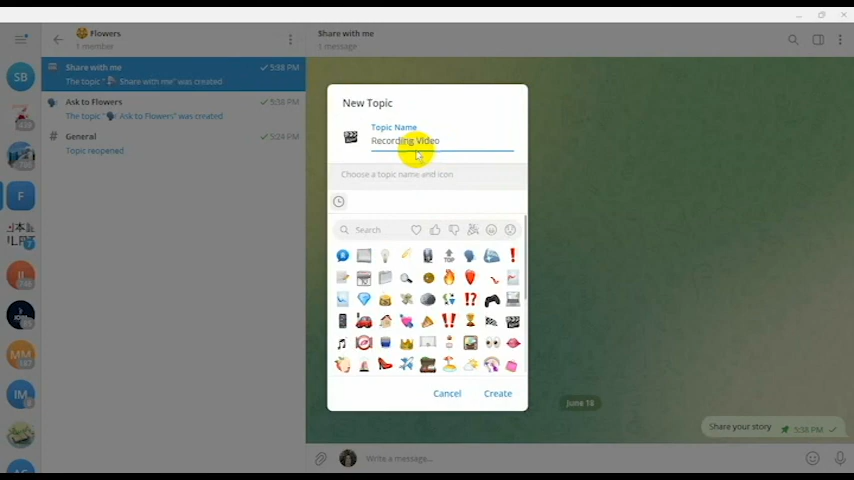 Flowers
1 member
Share with me
1 message
SB
Share with me
5:38 PM
The topic " Share with me" was created
Ask to Flowers
5:38 PM
The topic " Ask to Flowers" was created
# General
5:24 PM
Topic reopened
F
MM
187
IM
New Topic
Topic Name
Recording Video
Choose a topic name and icon
Search
TOP
Cancel
Create
June 18
Share your story
5:38 PM
Write a message...